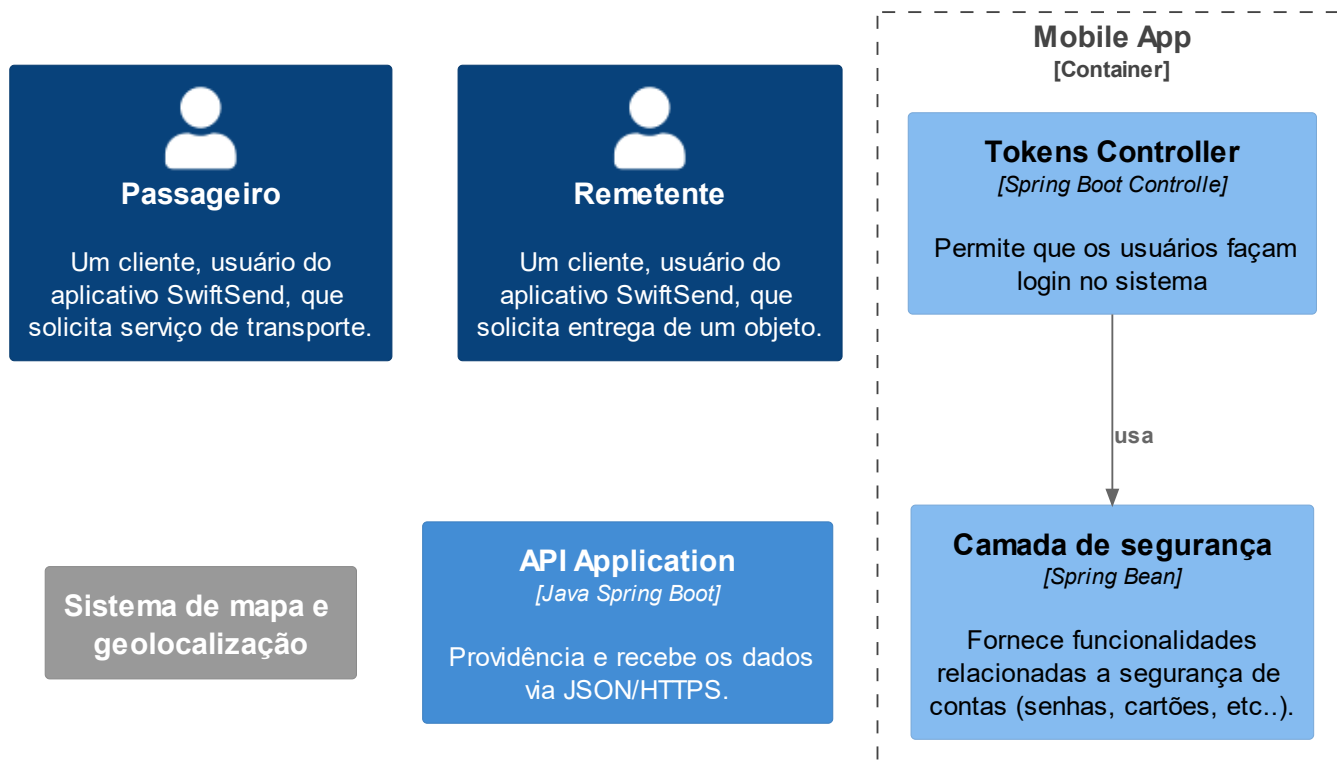 Passageiro
Um cliente, usuário do
aplicativo SwiftSend, que
solicita serviço de transporte.
Remetente
Um cliente, usuário do
aplicativo SwiftSend, que
solicita entrega de um objeto.
Mobile App
[Container]
Tokens Controller
[Spring Boot Controlle]
Permite que os usuários façam
login no sistema
usa
Sistema de mapa e
geolocalização
API Application
[Java Spring Boot]
Providência e recebe os dados
via JSON/HTTPS.
Camada de segurança
[Spring Bean]
Fornece funcionalidades
relacionadas a segurança de
contas (senhas, cartões, etc..).